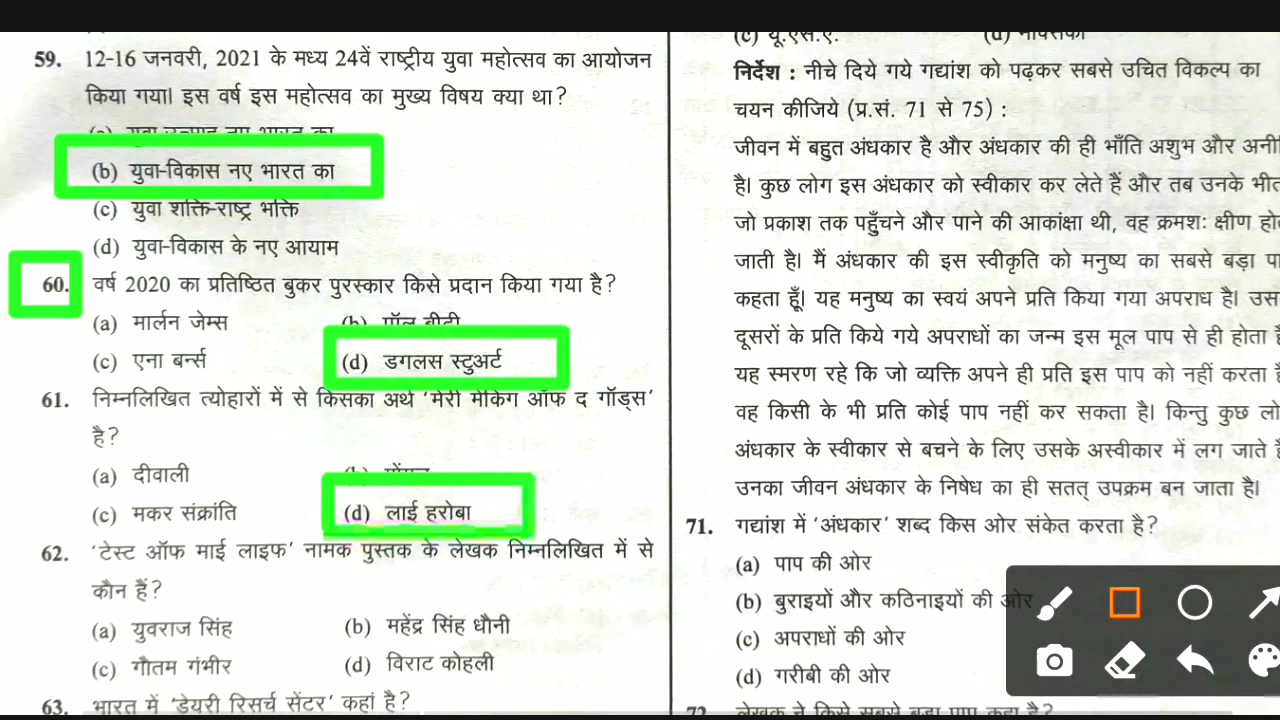 59. 12-16 जनवरी, 2021 के मध्य 24वें राष्ट्रीय युवा महोत्सव का आयोजन
किया गया। इस वर्ष इस महोत्सव का मुख्य विषय क्या था?
(b) युवा-विकास नए भारत का
(c) युवा शक्ति-राष्ट्र भक्ति
(d) युवा-विकास के नए आयाम
60. वर्ष 2020 का प्रतिष्ठित बुकर पुरस्कार किसे प्रदान किया गया है?
(a) मार्लन जेम्स (b) पॉल बीटी
(c) एना बर्न्स (d) डगलस स्टुअर्ट
61. निम्नलिखित त्योहारों में से किसका अर्थ 'मेरी मेकिंग ऑफ द गॉड्स'
है?
(a) दीवाली
(c) मकर संक्रांति (d) लाई हरोबा
62. 'टेस्ट ऑफ माई लाइफ' नामक पुस्तक के लेखक निम्नलिखित में से
कौन हैं?
(a) युवराज सिंह (b) महेंद्र सिंह धौनी
(c) गौतम गंभीर (d) विराट कोहली
63. भारत में 'डेयरी रिसर्च सेंटर' कहां है?
(c) यू.एस.ए. (d) मैक्सिको
निर्देश : नीचे दिये गये गद्यांश को पढ़कर सबसे उचित विकल्प का
चयन कीजिये (प्र.सं. 71 से 75) :
जीवन में बहुत अंधकार है और अंधकार की ही भाँति अशुभ और
है। कुछ लोग इस अंधकार को स्वीकार कर लेते हैं और तब उनके
जो प्रकाश तक पहुँचने और पाने की आकांक्षा थी, वह क्रमशः क्षीण
जाती है। मैं अंधकार की इस स्वीकृति को मनुष्य का सबसे बड़ा
कहता हूँ। यह मनुष्य का स्वयं अपने प्रति किया गया अपराध है।
दूसरों के प्रति किये गये अपराधों का जन्म इस मूल पाप से ही होता
यह स्मरण रहे कि जो व्यक्ति अपने ही प्रति इस पाप को नहीं करता
वह किसी के भी प्रति कोई पाप नहीं कर सकता है। किन्तु कुछ
अंधकार के स्वीकार से बचने के लिए उसके अस्वीकार में लग जाते
उनका जीवन अंधकार के निषेध का ही सतत् उपक्रम बन जाता है।
71. गद्यांश में 'अंधकार' शब्द किस ओर संकेत करता है?
(a) पाप की ओर
(b) बुराइयों और कठिनाइयों की ओर
(c) अपराधों की ओर
(d) गरीबी की ओर
72. लेखक ने किसे सबसे बड़ा पाप कहा है?